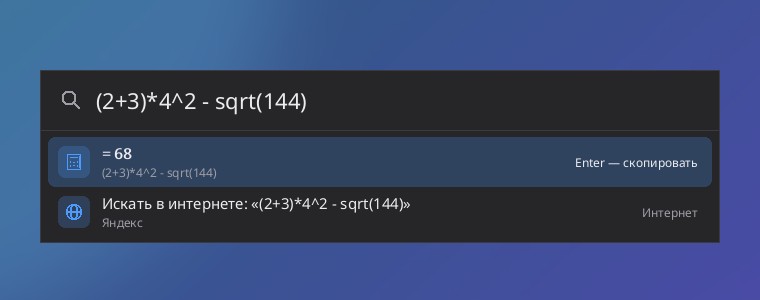 (2+3)*4^2 - sqrt(144)
= 68
(2+3)*4^2 - sqrt(144)
Enter — скопировать
Искать в интернете: «(2+3)*4^2 - sqrt(144)»
Яндекс
Интернет